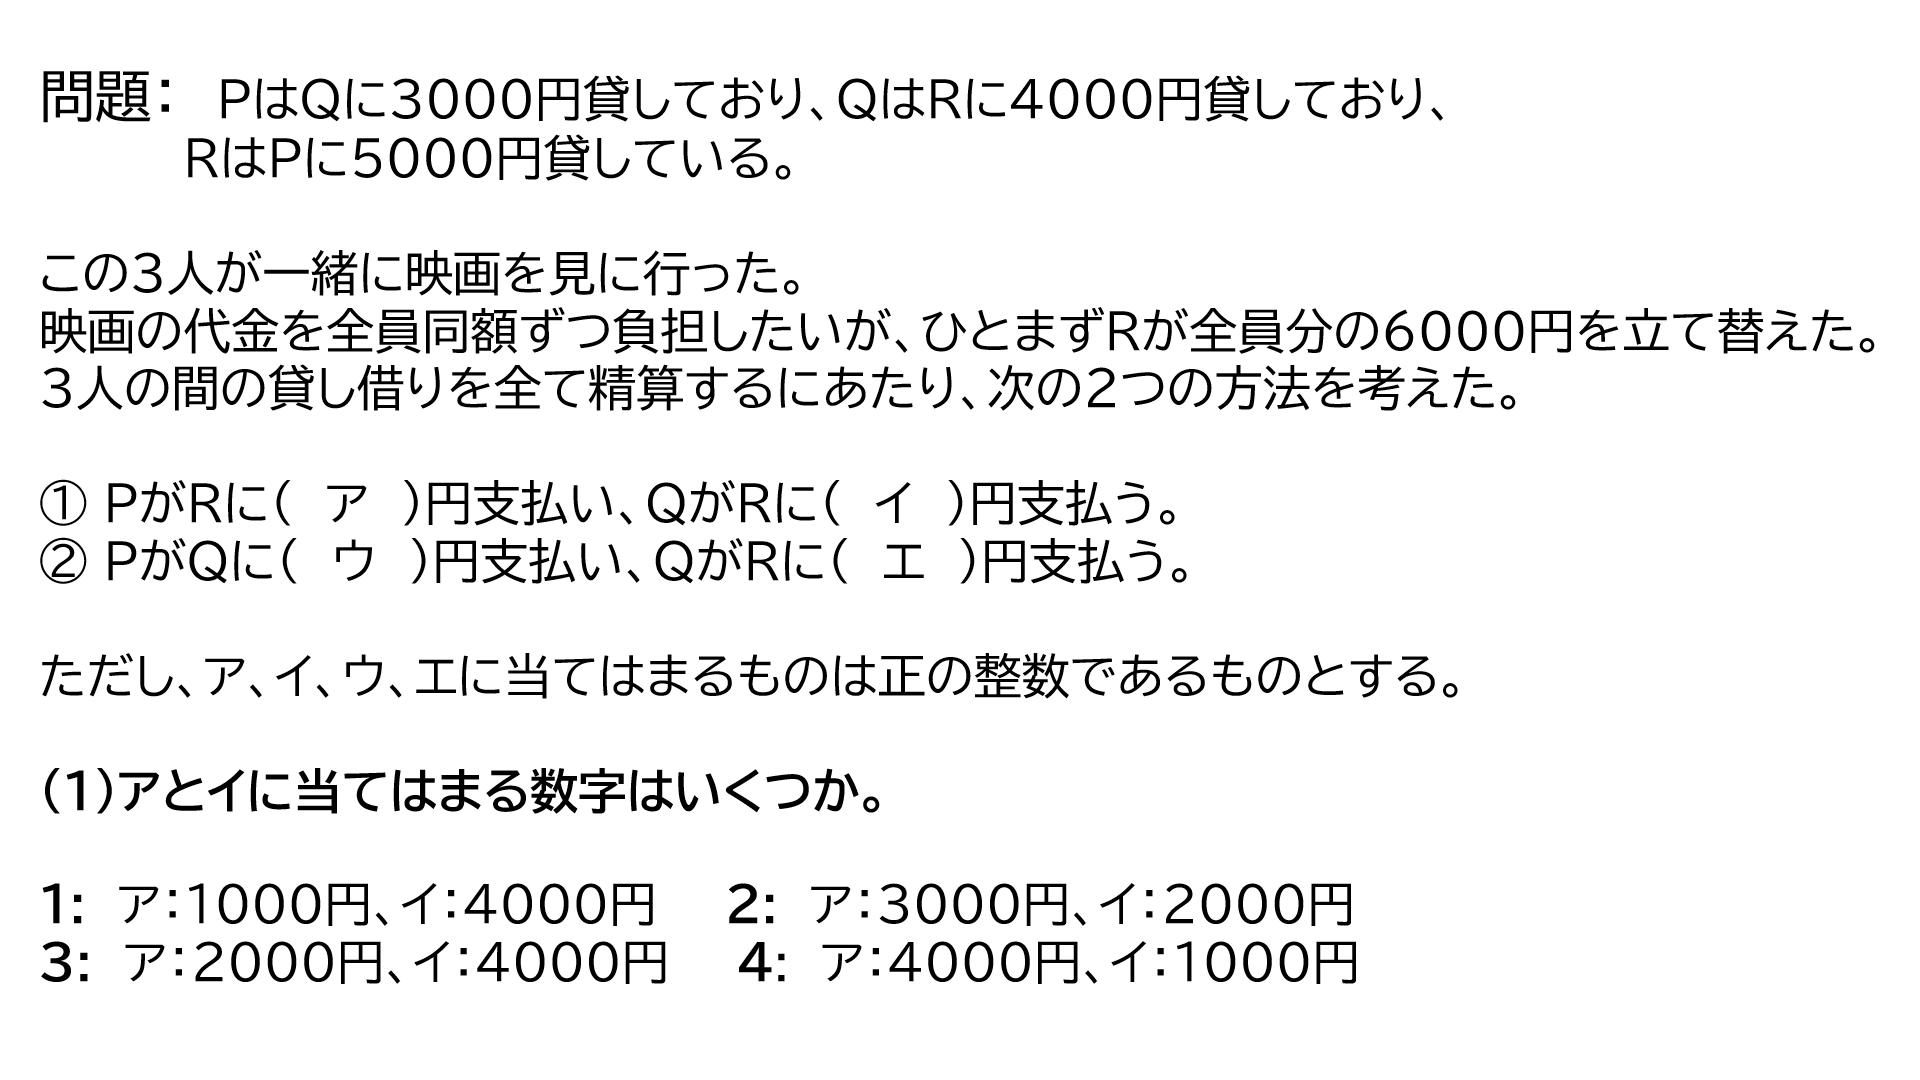 問題： PはQに3000円貸しており、QはRに4000円貸しており、
RはPに5000円貸している。
この3人が一緒に映画を見に行った。
映画の代金を全員同額ずつ負担したいが、ひとまずRが全員分の6000円を立て替えた。
3人の間の貸し借りを全て精算するにあたり、次の2つの方法を考えた。
① PがRに( ア )円支払い、QがRに( イ )円支払う。
② PがQに( ウ )円支払い、QがRに( エ )円支払う。
ただし、ア、イ、ウ、エに当てはまるものは正の整数であるものとする。
(1)アとイに当てはまる数字はいくつか。
1: ア：1000円、イ：4000円 2: ア：3000円、イ：2000円
3: ア：2000円、イ：4000円 4: ア：4000円、イ：1000円